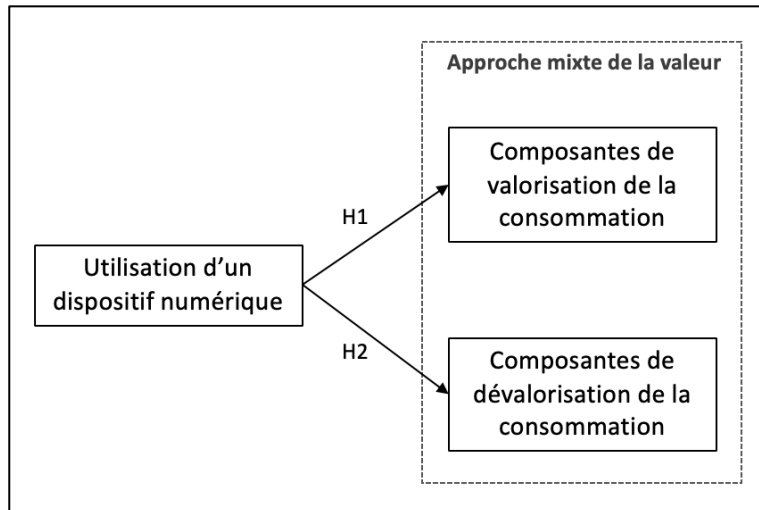 Approche mixte de la valeur
Composantes de
valorisation de la
consommation
H1
Utilisation d’un
dispositif numérique
H2
Composantes de
dévalorisation de la
consommation